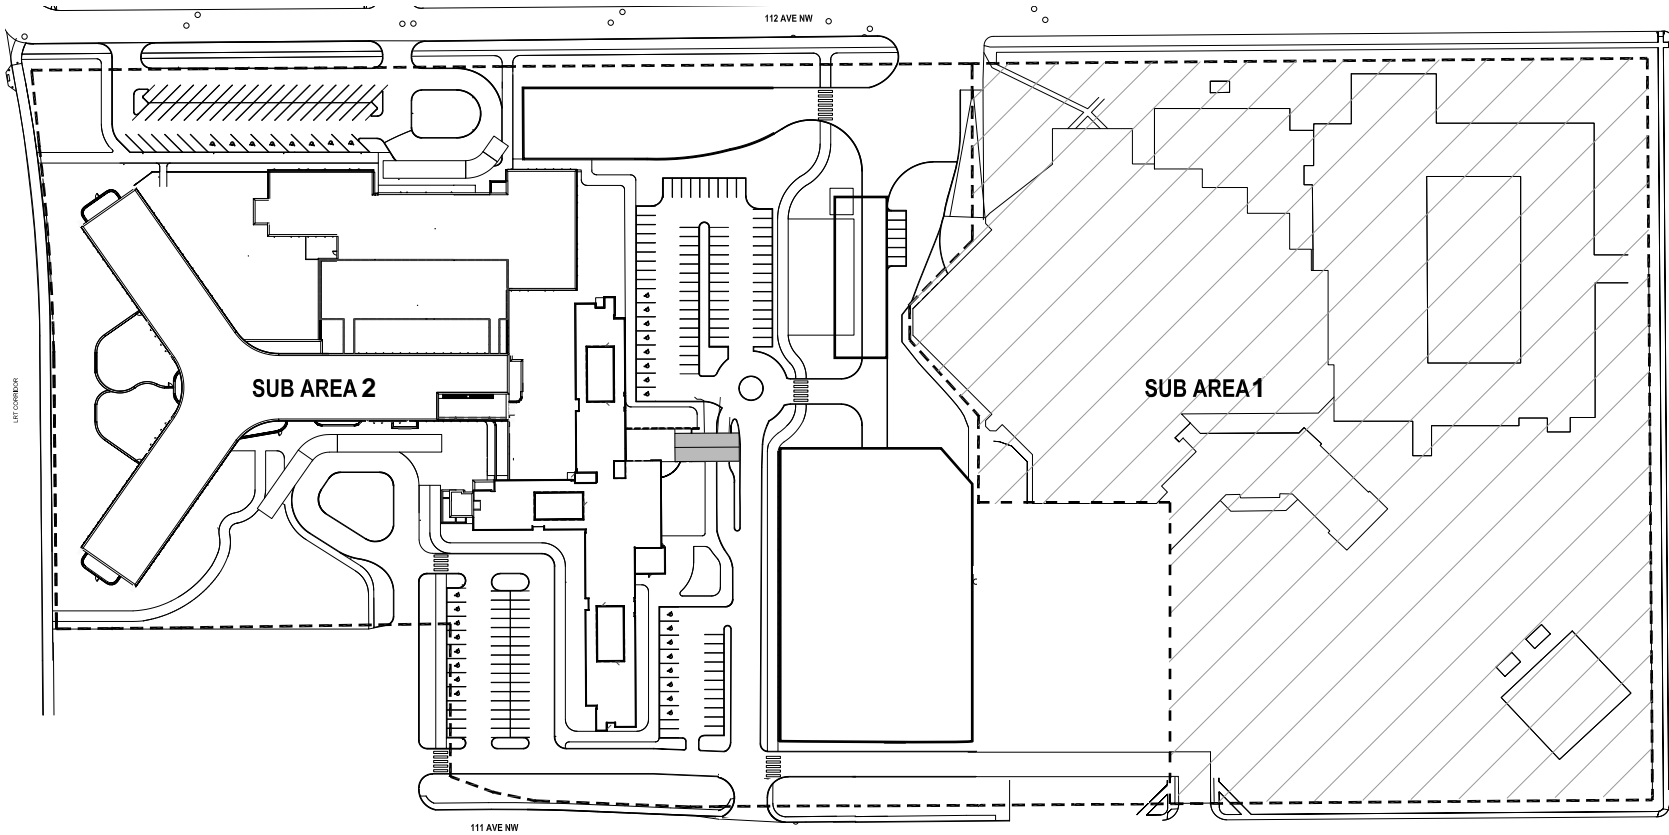 112 AVE NW
LRT CORRIDOR
SUB AREA 2
SUB AREA 1
111 AVE NW